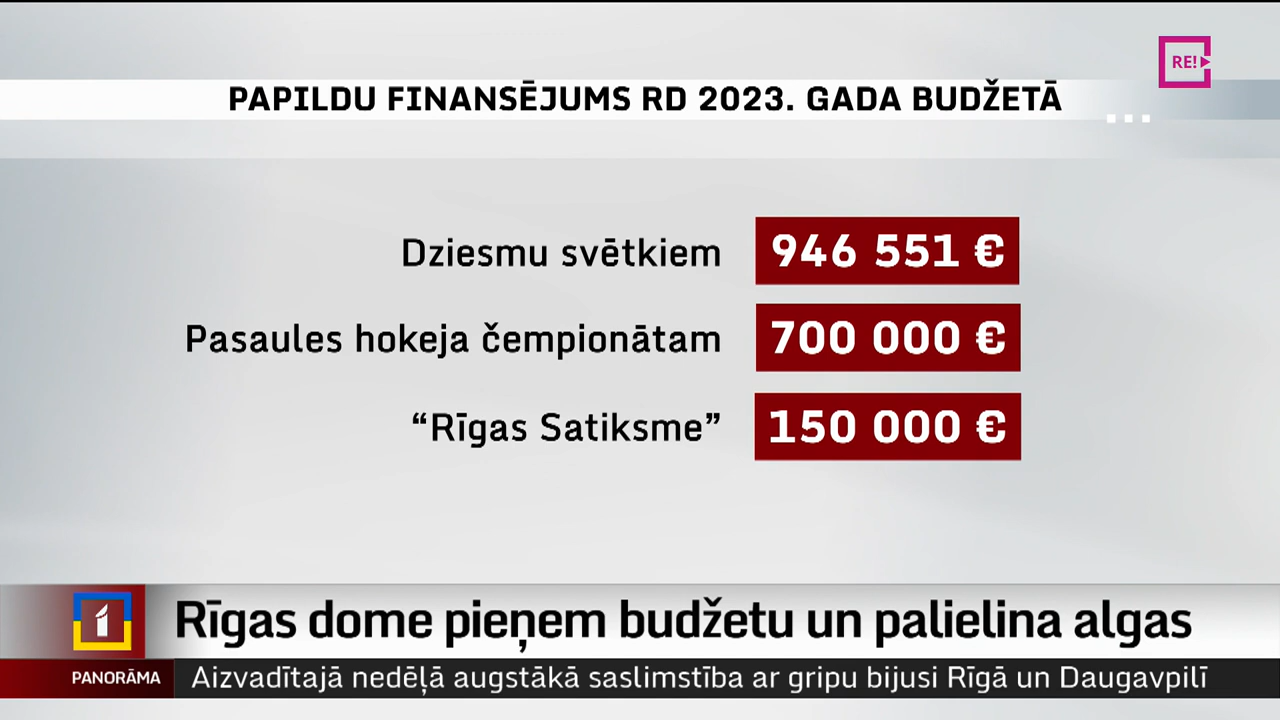 RE!
PAPILDU FINANSĒJUMS RD 2023. GADA BUDŽETĀ
Dziesmu svētkiem 946 551 €
Pasaules hokeja čempionātam 700 000 €
“Rīgas Satiksme” 150 000 €
1 Rīgas dome pieņem budžetu un palielina algas
PANORĀMA Aizvadītajā nedēļā augstākā saslimstība ar gripu bijusi Rīgā un Daugavpilī